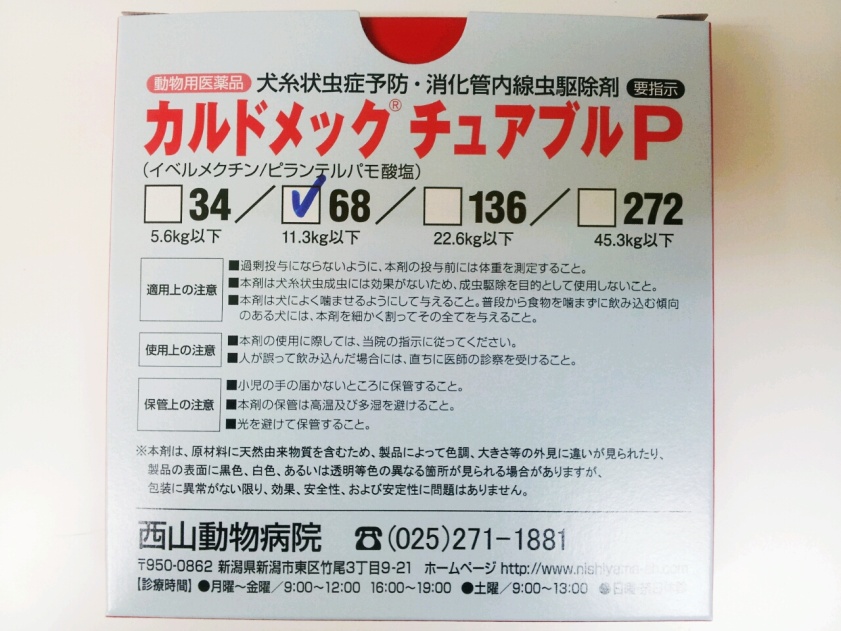 動物用医薬品 犬糸状虫症予防・消化管内線虫駆除剤 要指示
カルドメック® チュアブルP
(イベルメクチン/ピランテルパモ酸塩)
34／✓68／136／272
5.6kg以下 11.3kg以下 22.6kg以下 45.3kg以下
適用上の注意
■過剰投与にならないように、本剤の投与前には体重を測定すること。
■本剤は犬糸状虫成虫には効果がないため、成虫駆除を目的として使用しないこと。
■本剤は犬によく噛ませるようにして与えること。普段から食物を噛まずに飲み込む傾向
のある犬には、本剤を細かく割ってその全てを与えること。
使用上の注意
■本剤の使用に際しては、当院の指示に従ってください。
■人が誤って飲み込んだ場合には、直ちに医師の診察を受けること。
保管上の注意
■小児の手の届かないところに保管すること。
■本剤の保管は高温及び多湿を避けること。
■光を避けて保管すること。
※本剤は、原材料に天然由来物質を含むため、製品によって色調、大きさ等の外見に違いが見られたり、
製品の表面に黒色、白色、あるいは透明等色の異なる箇所が見られる場合がありますが、
包装に異常がない限り、効果、安全性、および安定性に問題はありません。
西山動物病院 ☎(025)271-1881
〒950-0862 新潟県新潟市東区竹尾3丁目9-21 ホームページ http://www.nishiyama
【診療時間】 ●月曜～金曜／9:00～12:00 16:00～19:00 ●土曜／9:00～13:00